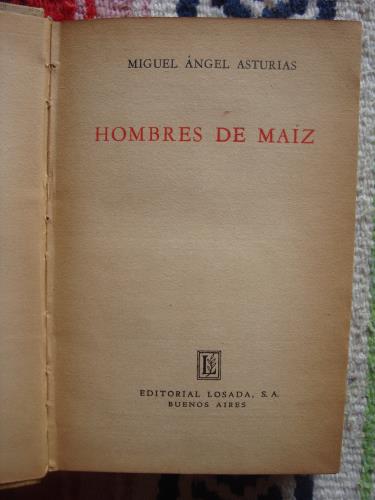 MIGUEL ÁNGEL ASTURIAS
HOMBRES DE MAÍZ
EDITORIAL LOSADA, S. A.
BUENOS AIRES